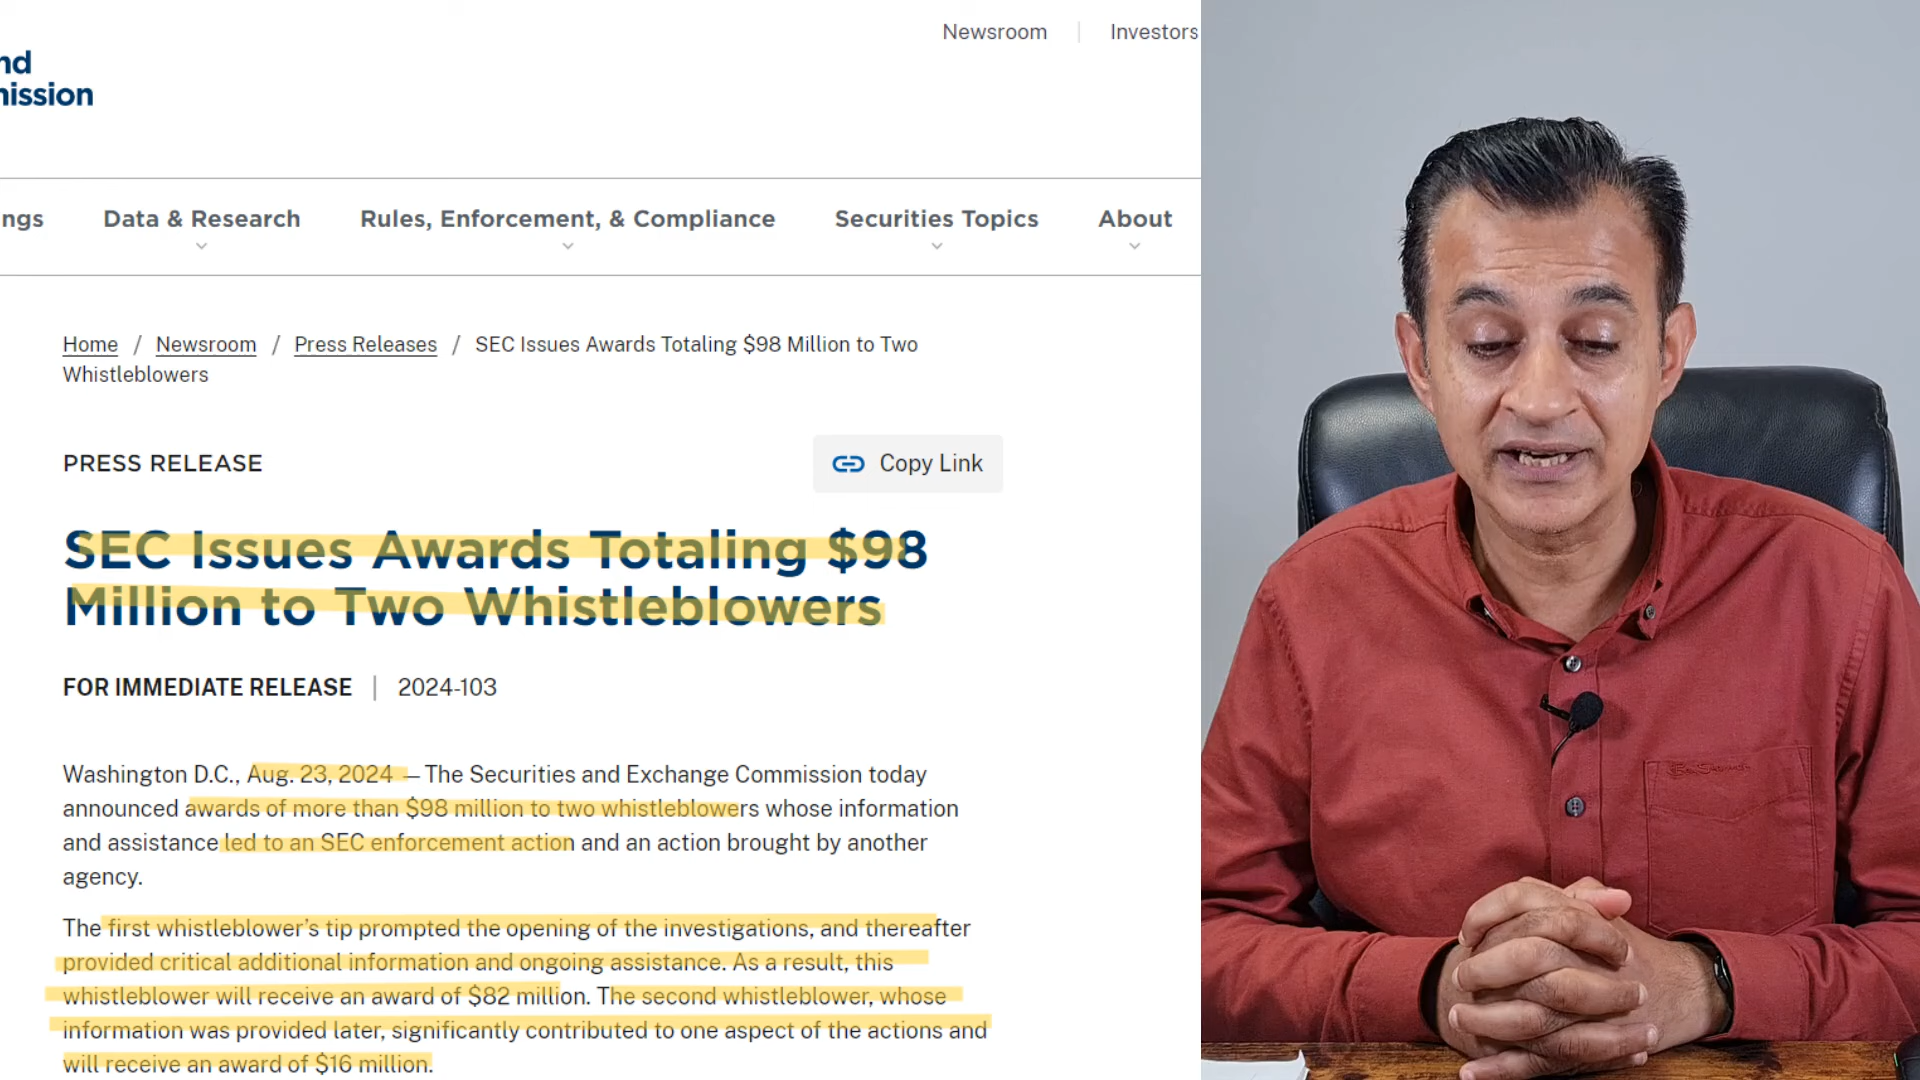 Newsroom | Investors
nd
ission
ngs Data & Research Rules, Enforcement, & Compliance Securities Topics About
Home / Newsroom / Press Releases / SEC Issues Awards Totaling $98 Million to Two
Whistleblowers
PRESS RELEASE
Copy Link
SEC Issues Awards Totaling $98
Million to Two Whistleblowers
FOR IMMEDIATE RELEASE | 2024-103
Washington D.C., Aug. 23, 2024 — The Securities and Exchange Commission today
announced awards of more than $98 million to two whistleblowers whose information
and assistance led to an SEC enforcement action and an action brought by another
agency.
The first whistleblower’s tip prompted the opening of the investigations, and thereafter
provided critical additional information and ongoing assistance. As a result, this
whistleblower will receive an award of $82 million. The second whistleblower, whose
information was provided later, significantly contributed to one aspect of the actions and
will receive an award of $16 million.